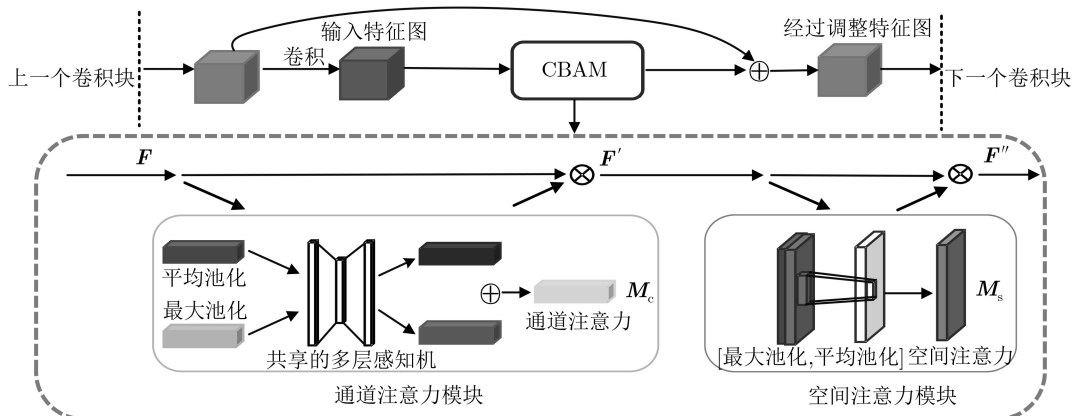 输入特征图
经过调整特征图
卷积
上一个卷积块
CBAM
下一个卷积块
F
F′
F″
平均池化
最大池化
M_c
通道注意力
共享的多层感知机
通道注意力模块
M_s
[最大池化,平均池化]
空间注意力
空间注意力模块